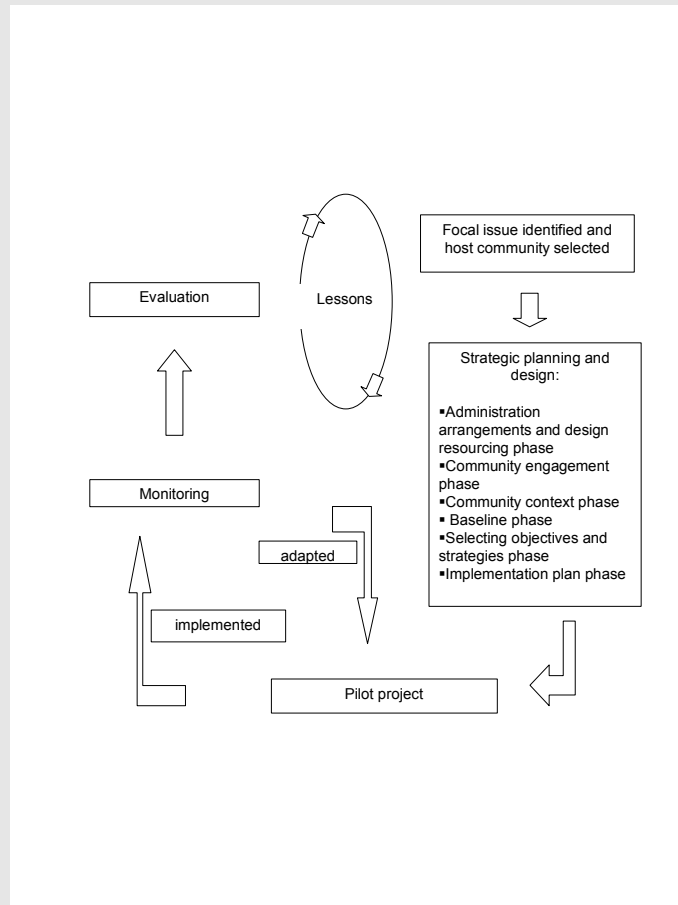 Focal issue identified and
host community selected
Evaluation
Lessons
Strategic planning and
design:
▪Administration
arrangements and design
resourcing phase
▪Community engagement
phase
▪Community context phase
▪ Baseline phase
▪Selecting objectives and
strategies phase
▪Implementation plan phase
Monitoring
adapted
implemented
Pilot project